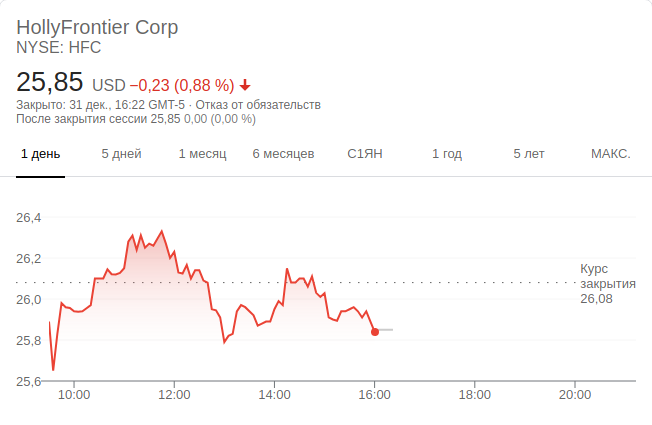 HollyFrontier Corp
NYSE: HFC
25,85 USD −0,23 (0,88 %)
Закрыто: 31 дек., 16:22 GMT-5 · Отказ от обязательств
После закрытия сессии 25,85 0,00 (0,00 %)
1 день 5 дней 1 месяц 6 месяцев С1ЯН 1 год 5 лет МАКС.
26,4
26,2
Курс
закрытия
26,08
26,0
25,8
25,6
10:00 12:00 14:00 16:00 18:00 20:00